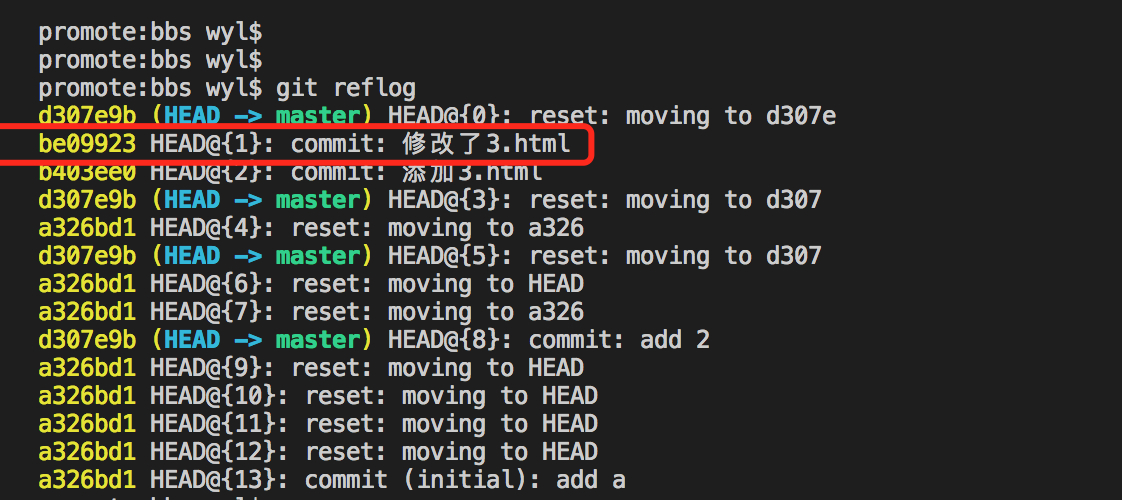 promote:bbs wyl$
promote:bbs wyl$
promote:bbs wyl$ git reflog
d307e9b (HEAD -> master) HEAD@{0}: reset: moving to d307e
be09923 HEAD@{1}: commit: 修改了3.html
b403ee0 HEAD@{2}: commit: 添加3.html
d307e9b (HEAD -> master) HEAD@{3}: reset: moving to d307
a326bd1 HEAD@{4}: reset: moving to a326
d307e9b (HEAD -> master) HEAD@{5}: reset: moving to d307
a326bd1 HEAD@{6}: reset: moving to HEAD
a326bd1 HEAD@{7}: reset: moving to a326
d307e9b (HEAD -> master) HEAD@{8}: commit: add 2
a326bd1 HEAD@{9}: reset: moving to HEAD
a326bd1 HEAD@{10}: reset: moving to HEAD
a326bd1 HEAD@{11}: reset: moving to HEAD
a326bd1 HEAD@{12}: reset: moving to HEAD
a326bd1 HEAD@{13}: commit (initial): add a
promote:bbs wyl$